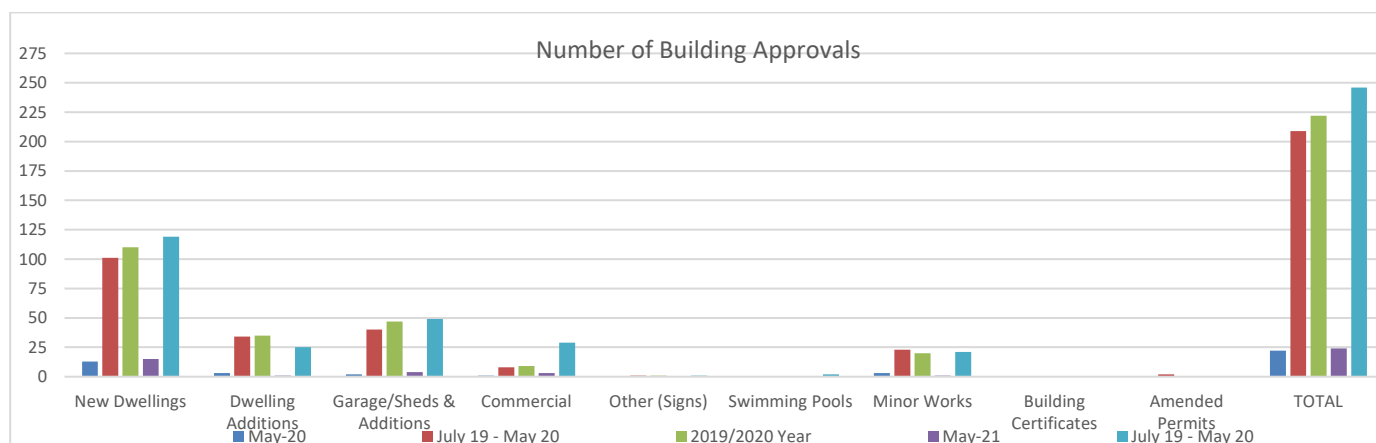 Number of Building Approvals
275
250
225
200
175
150
125
100
75
50
25
0
New Dwellings
Dwelling
Additions
Garage/Sheds &
Additions
Commercial
Other (Signs)
Swimming Pools
Minor Works
Building
Certificates
Amended
Permits
TOTAL
May-20
July 19 - May 20
2019/2020 Year
May-21
July 19 - May 20